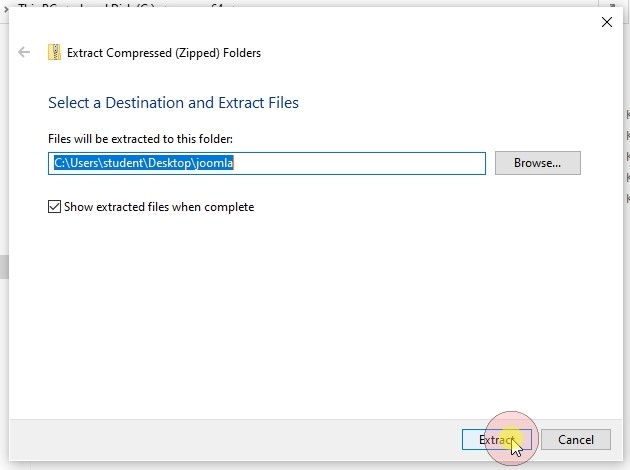 Extract Compressed (Zipped) Folders
Select a Destination and Extract Files
Files will be extracted to this folder:
C:\Users\student\Desktop\joomla
Browse...
Show extracted files when complete
Extract
Cancel